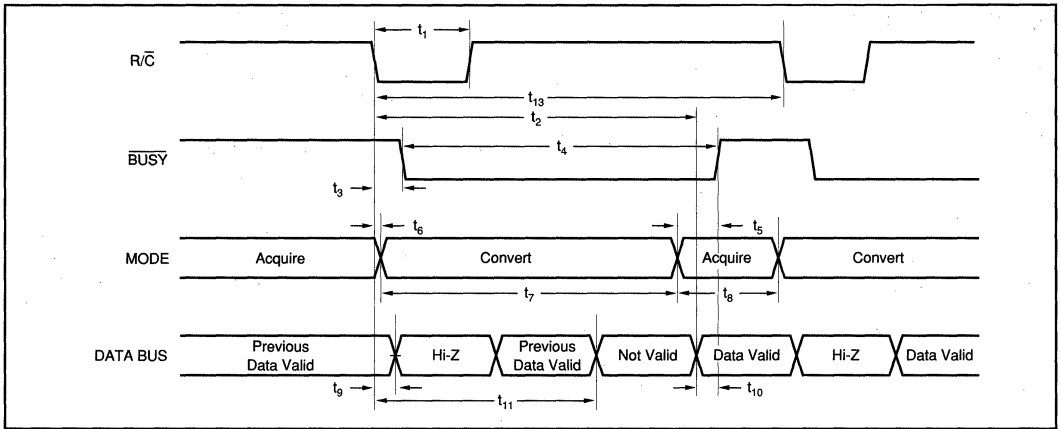 t1
R/C̅
t13
t2
B̅U̅S̅Y̅
t4
t3
t6
t5
MODE
Acquire
Convert
Acquire
Convert
t7
t8
DATA BUS
Previous
Data Valid
Hi-Z
Previous
Data Valid
Not Valid
Data Valid
Hi-Z
Data Valid
t9
t10
t11